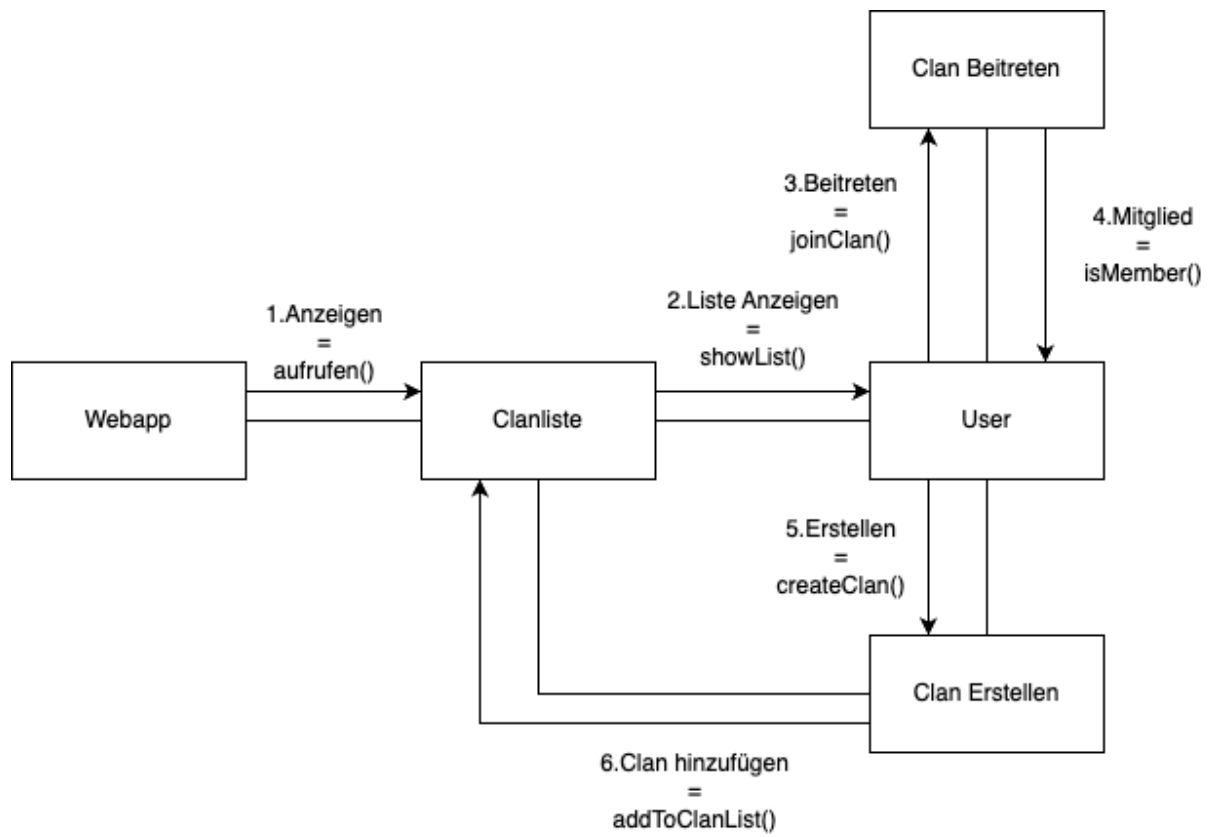 Clan Beitreten
3.Beitreten
=
joinClan()
4.Mitglied
=
isMember()
1.Anzeigen
=
aufrufen()
2.Liste Anzeigen
=
showList()
Webapp
Clanliste
User
5.Erstellen
=
createClan()
Clan Erstellen
6.Clan hinzufügen
=
addToClanList()